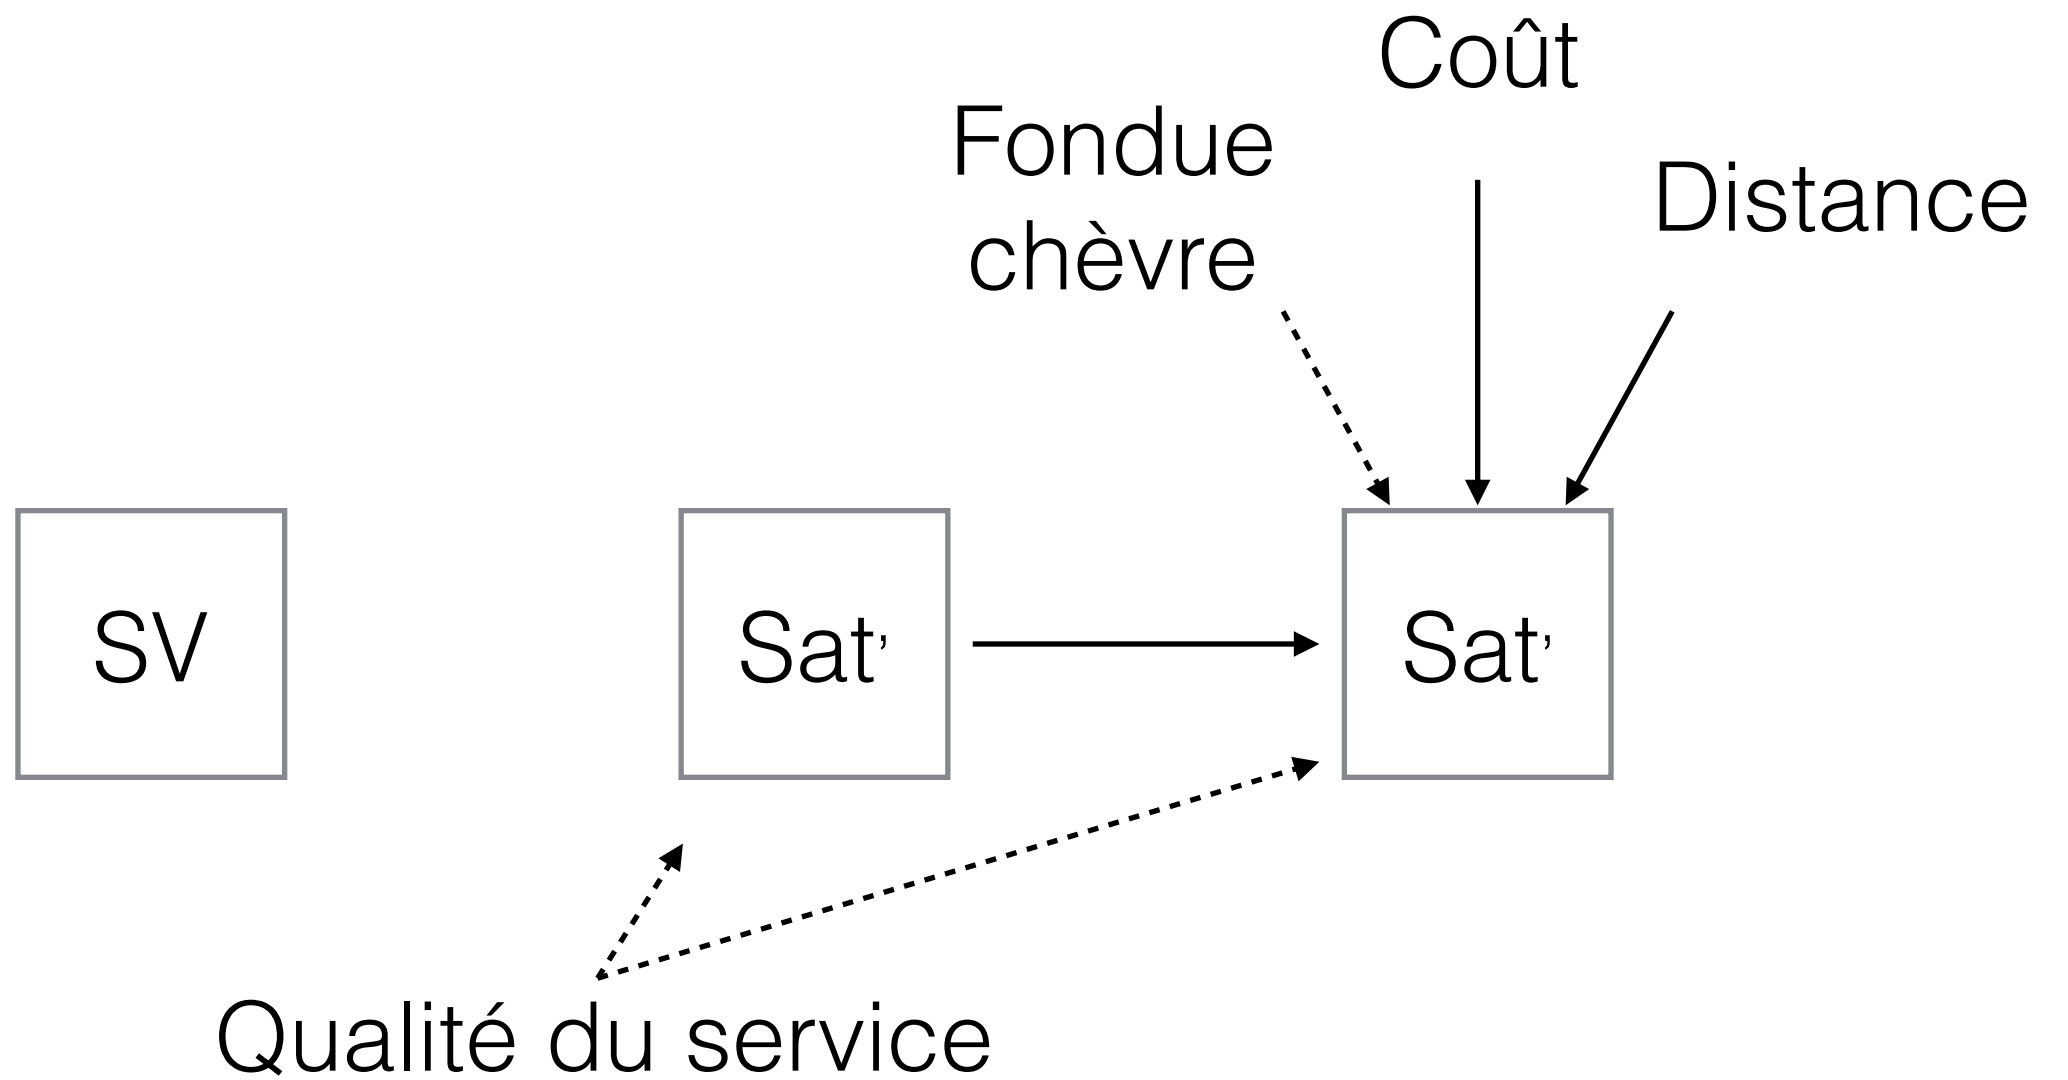 Coût
Fondue
chèvre
Distance
SV
Sat’
Sat’
Qualité du service